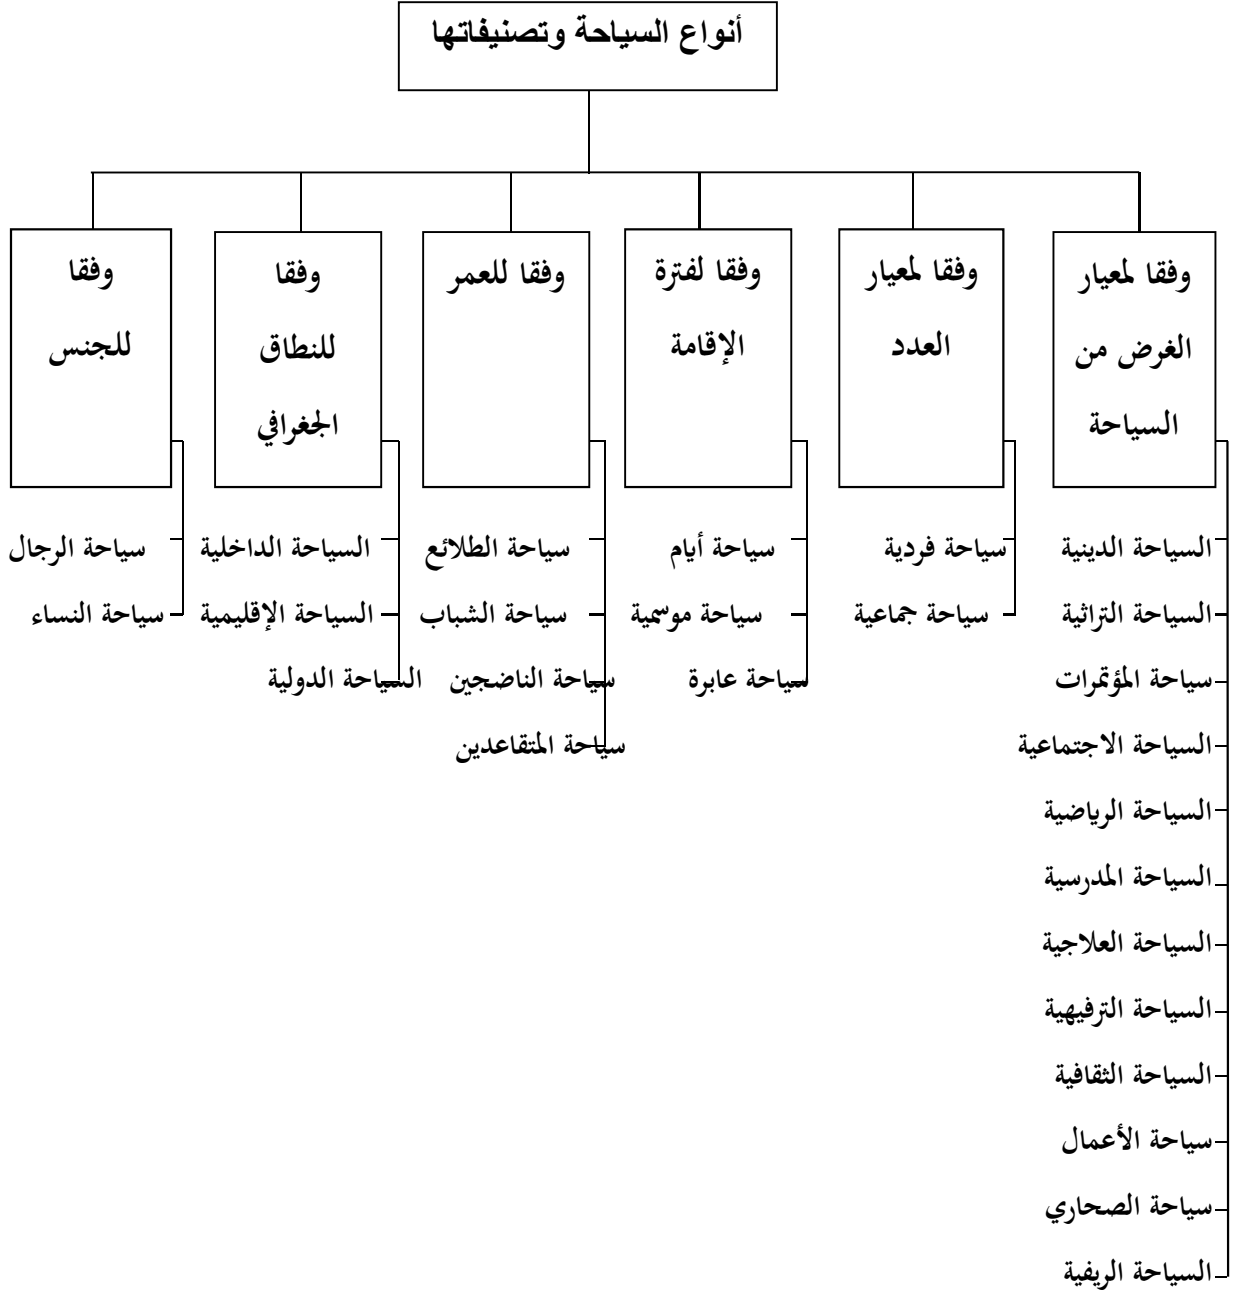 أنواع السياحة وتصنيفاتها
وفقا لمعيار
الغرض من
السياحة
السياحة الدينية
السياحة التراثية
سياحة المؤتمرات
السياحة الاجتماعية
السياحة الرياضية
السياحة المدرسية
السياحة العلاجية
السياحة الترفيهية
السياحة الثقافية
سياحة الأعمال
سياحة الصحاري
السياحة الريفية
وفقا لمعيار
العدد
سياحة فردية
سياحة جماعية
وفقا لفترة
الإقامة
سياحة أيام
سياحة موسمية
سياحة عابرة
وفقا للعمر
سياحة الطلائع
سياحة الشباب
سياحة الناضجين
سياحة المتقاعدين
وفقا
للنطاق
الجغرافي
السياحة الداخلية
السياحة الإقليمية
السياحة الدولية
وفقا
للجنس
سياحة الرجال
سياحة النساء